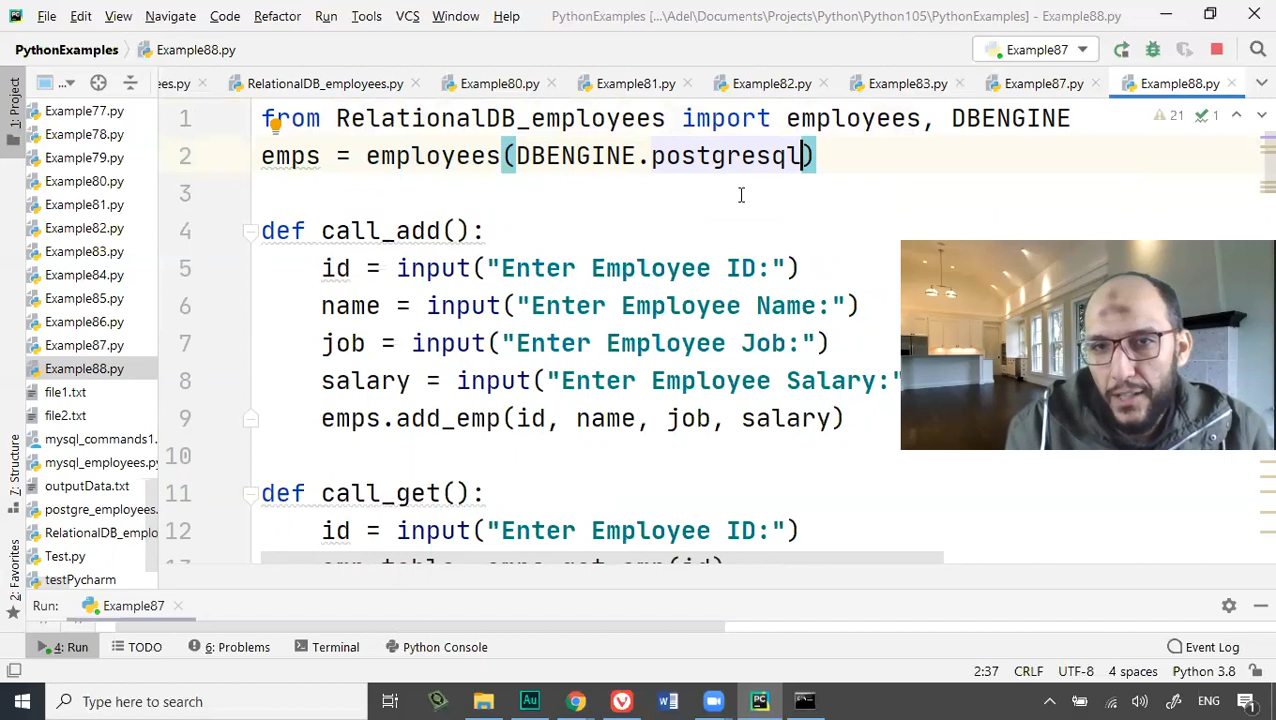 File Edit View Navigate Code Refactor Run Tools VCS Window Help PythonExamples [...\Adel\Documents\Projects\Python\Python105\PythonExamples] - Example88.py
PythonExamples Example88.py Example87
... ees.py RelationalDB_employees.py Example80.py Example81.py Example82.py Example83.py Example87.py Example88.py
1: Project
Example77.py
Example78.py
Example79.py
Example80.py
Example81.py
Example82.py
Example83.py
Example84.py
Example85.py
Example86.py
Example87.py
Example88.py
file1.txt
file2.txt
mysql_commands1.
mysql_employees.py
outputData.txt
postgre_employees.
RelationalDB_emplo
Test.py
testPycharm
7: Structure
2: Favorites
21 1
1 from RelationalDB_employees import employees, DBENGINE
2 emps = employees(DBENGINE.postgresql)
3
4 def call_add():
5 id = input("Enter Employee ID:")
6 name = input("Enter Employee Name:")
7 job = input("Enter Employee Job:")
8 salary = input("Enter Employee Salary:"
9 emps.add_emp(id, name, job, salary)
10
11 def call_get():
12 id = input("Enter Employee ID:")
Run: Example87
4: Run TODO 6: Problems Terminal Python Console Event Log
2:37 CRLF UTF-8 4 spaces Python 3.8
Type here to search ENG 1